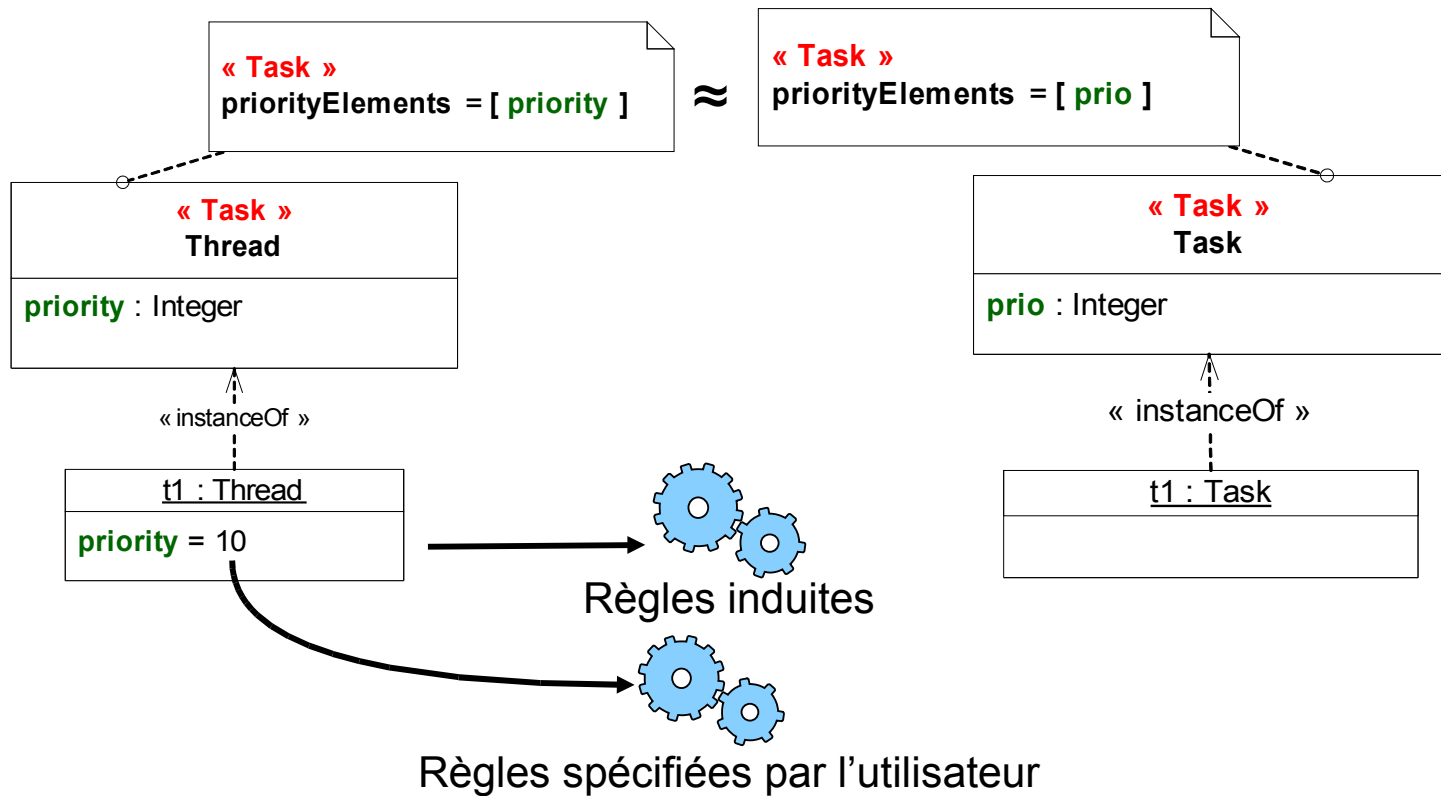 « Task »
priorityElements = [ priority ]
≈
« Task »
priorityElements = [ prio ]
« Task »
Thread
priority : Integer
« Task »
Task
prio : Integer
« instanceOf »
« instanceOf »
t1 : Thread
priority = 10
t1 : Task
Règles induites
Règles spécifiées par l’utilisateur